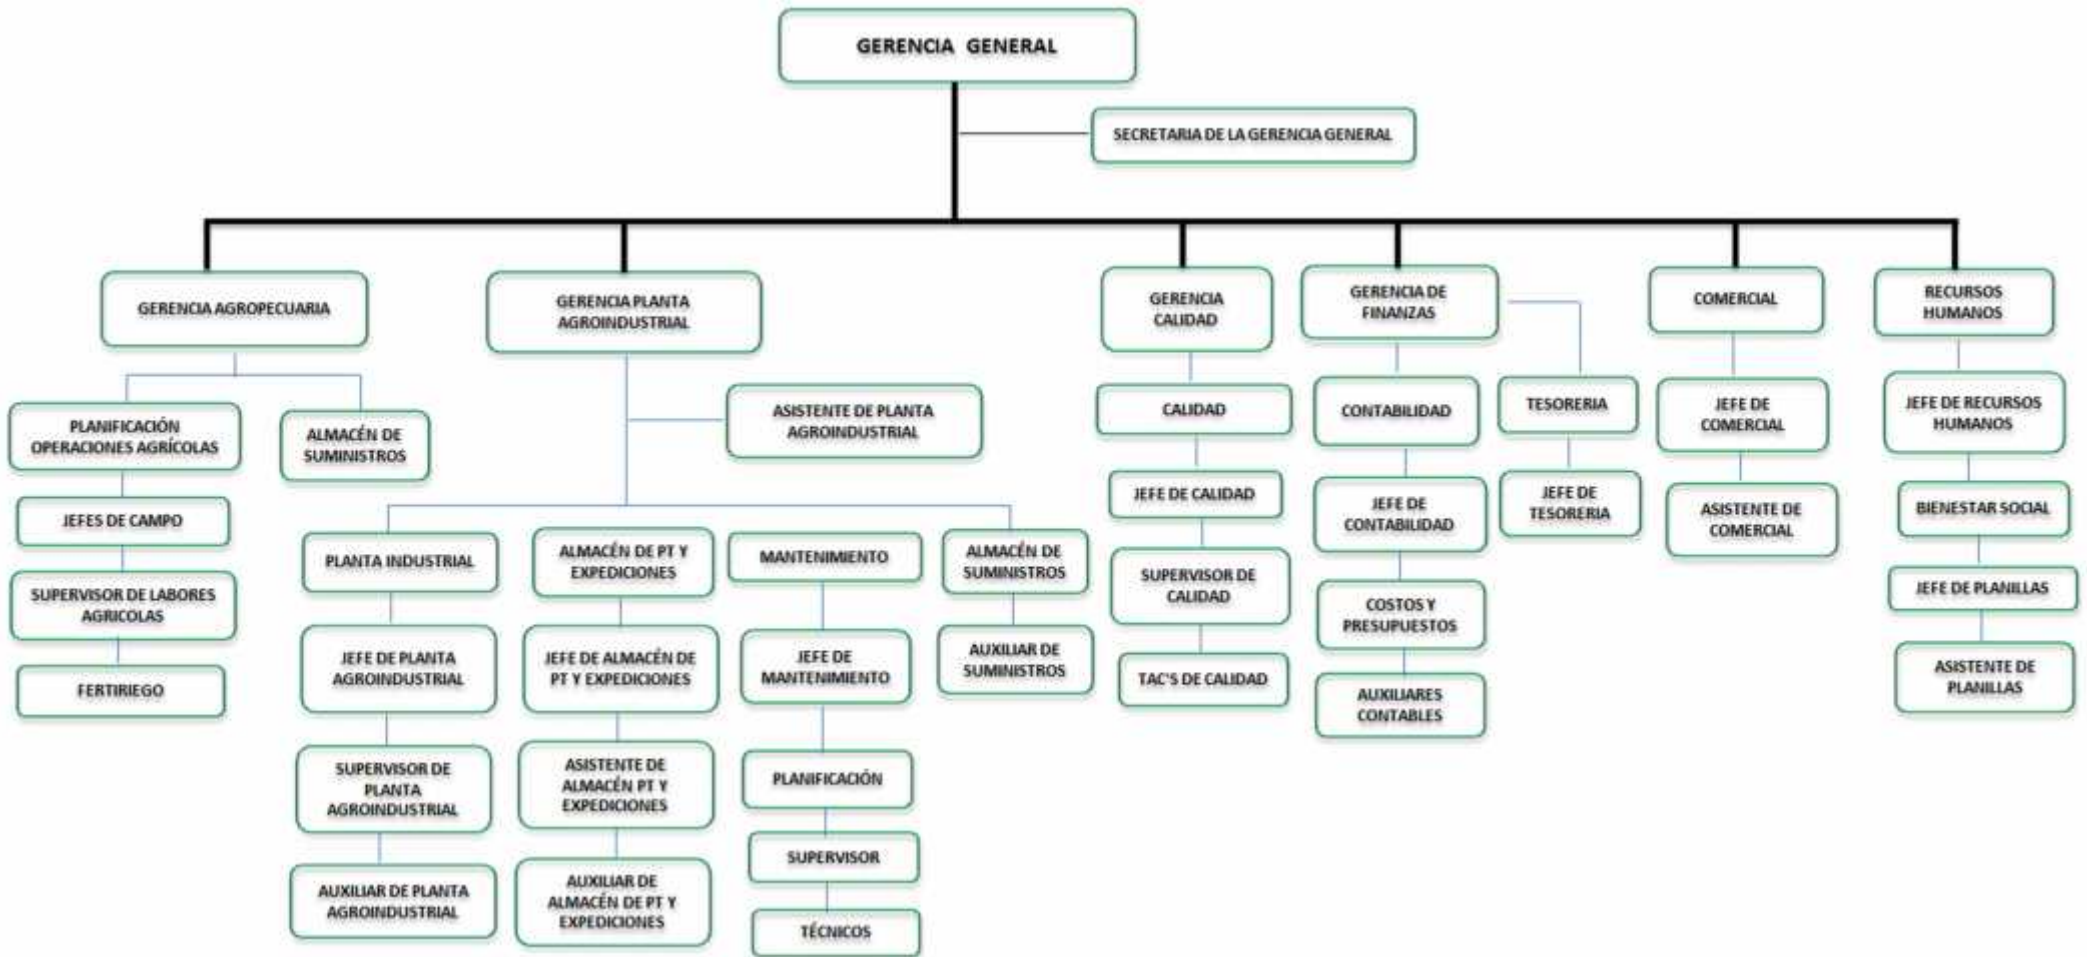 GERENCIA GENERAL
SECRETARIA DE LA GERENCIA GENERAL
GERENCIA AGROPECUARIA
GERENCIA PLANTA
AGROINDUSTRIAL
GERENCIA
CALIDAD
GERENCIA DE
FINANZAS
COMERCIAL
RECURSOS
HUMANOS
PLANIFICACIÓN
OPERACIONES AGRÍCOLAS
ALMACÉN DE
SUMINISTROS
JEFES DE CAMPO
SUPERVISOR DE LABORES
AGRICOLAS
FERTIRIEGO
ASISTENTE DE PLANTA
AGROINDUSTRIAL
PLANTA INDUSTRIAL
JEFE DE PLANTA
AGROINDUSTRIAL
SUPERVISOR DE
PLANTA
AGROINDUSTRIAL
AUXILIAR DE PLANTA
AGROINDUSTRIAL
ALMACÉN DE PT Y
EXPEDICIONES
JEFE DE ALMACÉN DE
PT Y EXPEDICIONES
ASISTENTE DE
ALMACÉN PT Y
EXPEDICIONES
AUXILIAR DE
ALMACÉN DE PT Y
EXPEDICIONES
MANTENIMIENTO
JEFE DE
MANTENIMIENTO
PLANIFICACIÓN
SUPERVISOR
TÉCNICOS
ALMACÉN DE
SUMINISTROS
AUXILIAR DE
SUMINISTROS
CALIDAD
JEFE DE CALIDAD
SUPERVISOR DE
CALIDAD
TAC'S DE CALIDAD
CONTABILIDAD
JEFE DE
CONTABILIDAD
COSTOS Y
PRESUPUESTOS
AUXILIARES
CONTABLES
TESORERIA
JEFE DE
TESORERIA
JEFE DE
COMERCIAL
ASISTENTE DE
COMERCIAL
JEFE DE RECURSOS
HUMANOS
BIENESTAR SOCIAL
JEFE DE PLANILLAS
ASISTENTE DE
PLANILLAS